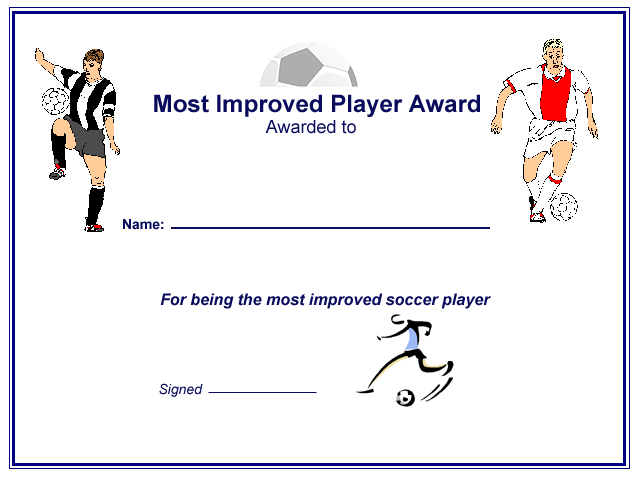 Most Improved Player Award
Awarded to
Name:
For being the most improved soccer player
Signed